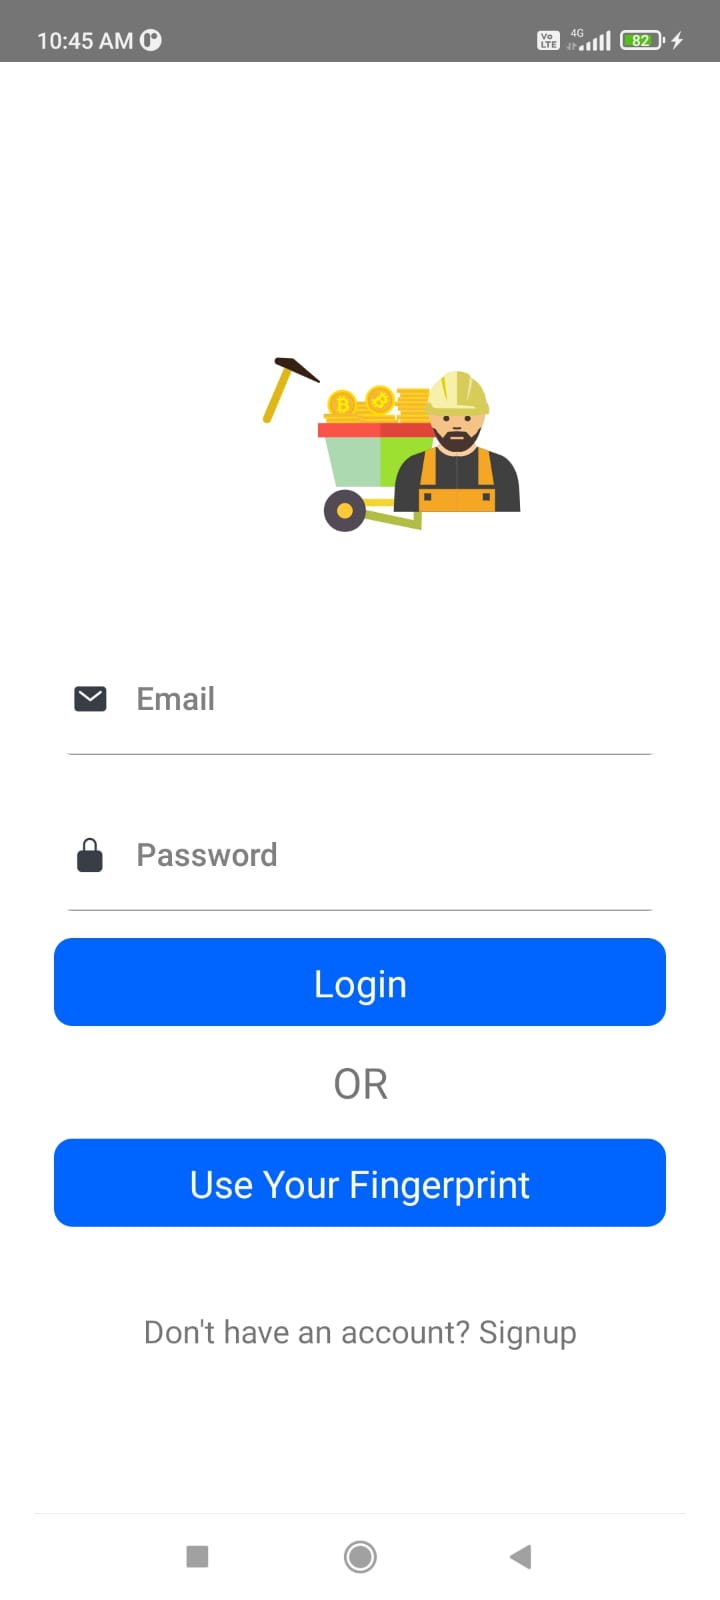 10:45 AM
Vo LTE 4G 82
Email
Password
Login
OR
Use Your Fingerprint
Don't have an account? Signup